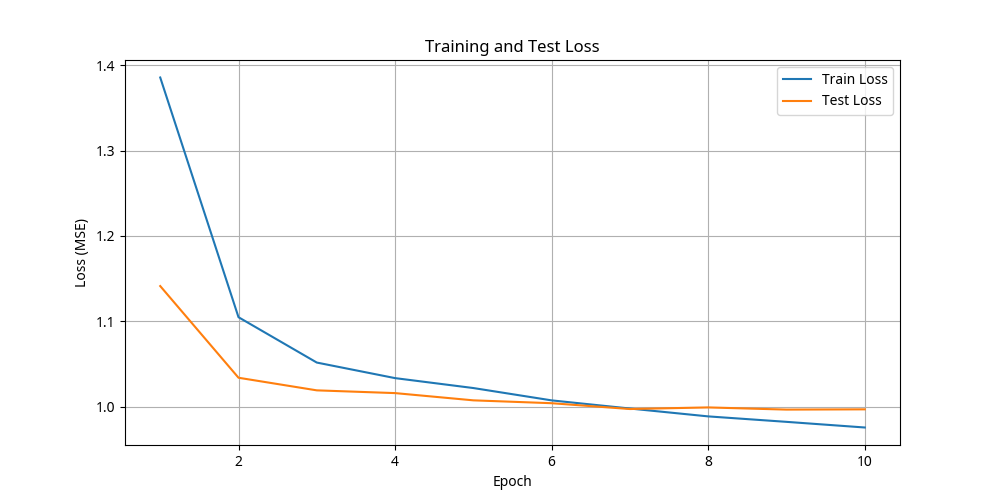 Training and Test Loss
Train Loss
Test Loss
1.4
1.3
1.2
1.1
1.0
Loss (MSE)
2 4 6 8 10
Epoch